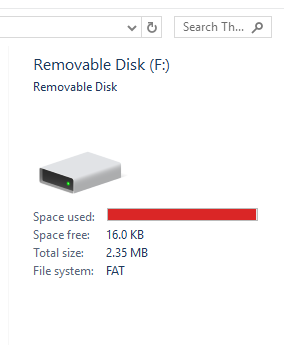 Search Th...
Removable Disk (F:)
Removable Disk
Space used:
Space free: 16.0 KB
Total size: 2.35 MB
File system: FAT